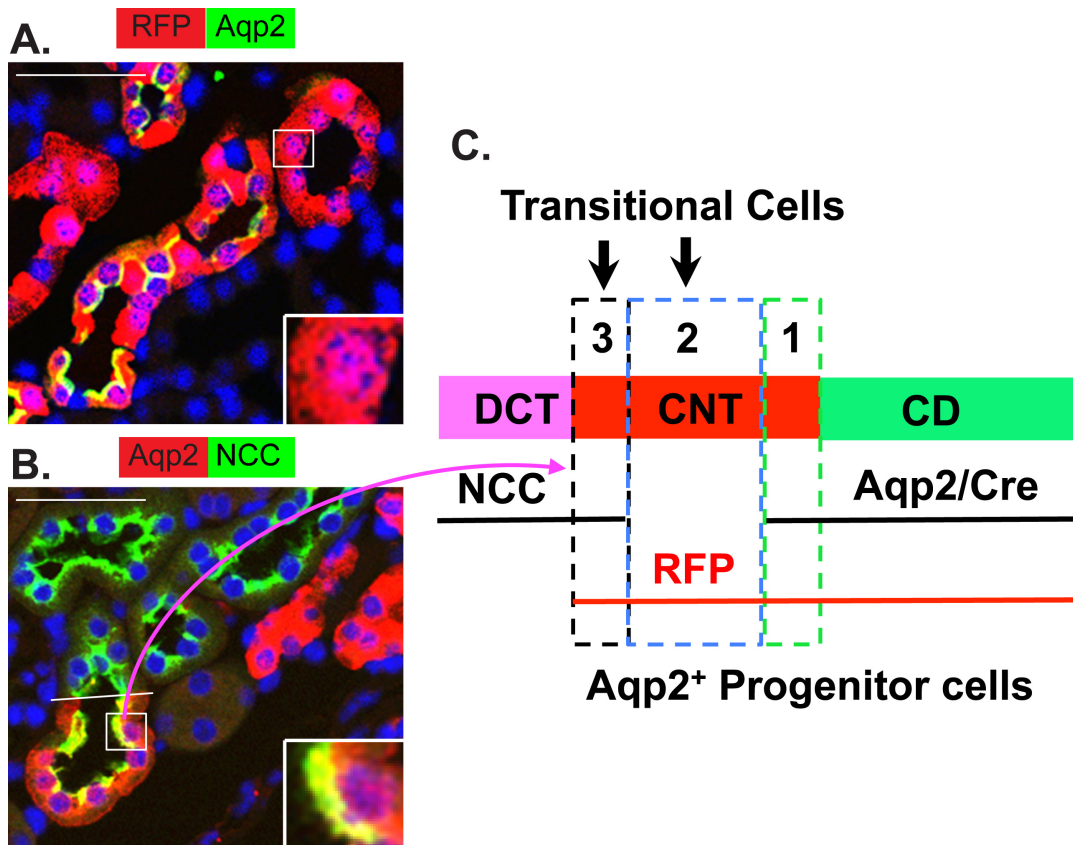 A.
RFP Aqp2
B.
Aqp2 NCC
C.
Transitional Cells
3 2 1
DCT CNT CD
NCC Aqp2/Cre
RFP
Aqp2⁺ Progenitor cells